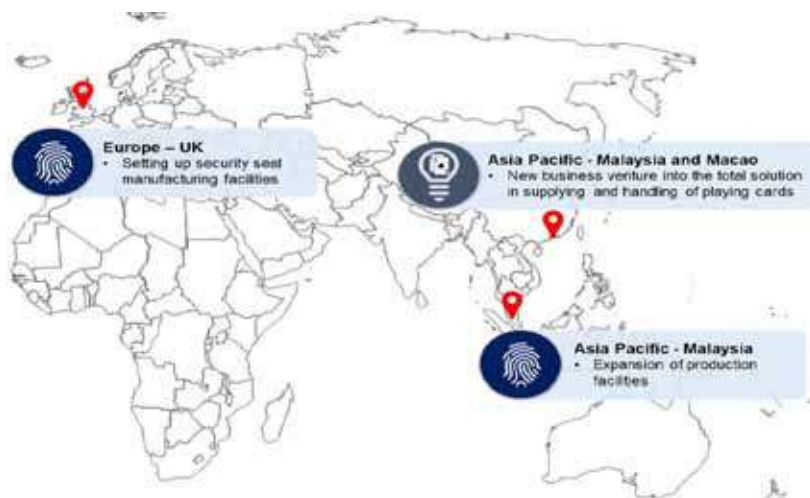 Europe – UK
• Setting up security seal
manufacturing facilities
Asia Pacific - Malaysia and Macao
• New business venture into the total solution
in supplying and handling of playing cards
Asia Pacific - Malaysia
• Expansion of production
facilities